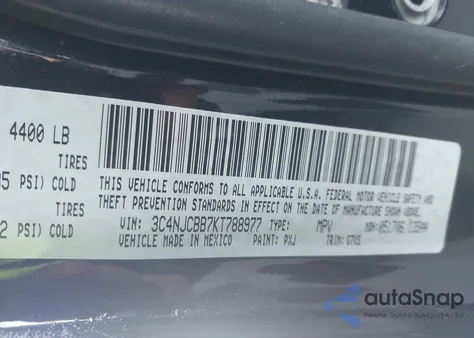 4400 LB
TIRES
5 PSI) COLD
TIRES
2 PSI) COLD
THIS VEHICLE CONFORMS TO ALL APPLICABLE U.S.A. FEDERAL MOTOR VEHICLE SAFETY AND
THEFT PREVENTION STANDARDS IN EFFECT ON THE DATE OF MANUFACTURE SHOWN ABOVE.
VIN: 3C4NJCBB7KT788977 TYPE: MPV
VEHICLE MADE IN MEXICO PAINT: PXJ TRIM:
autoSnap